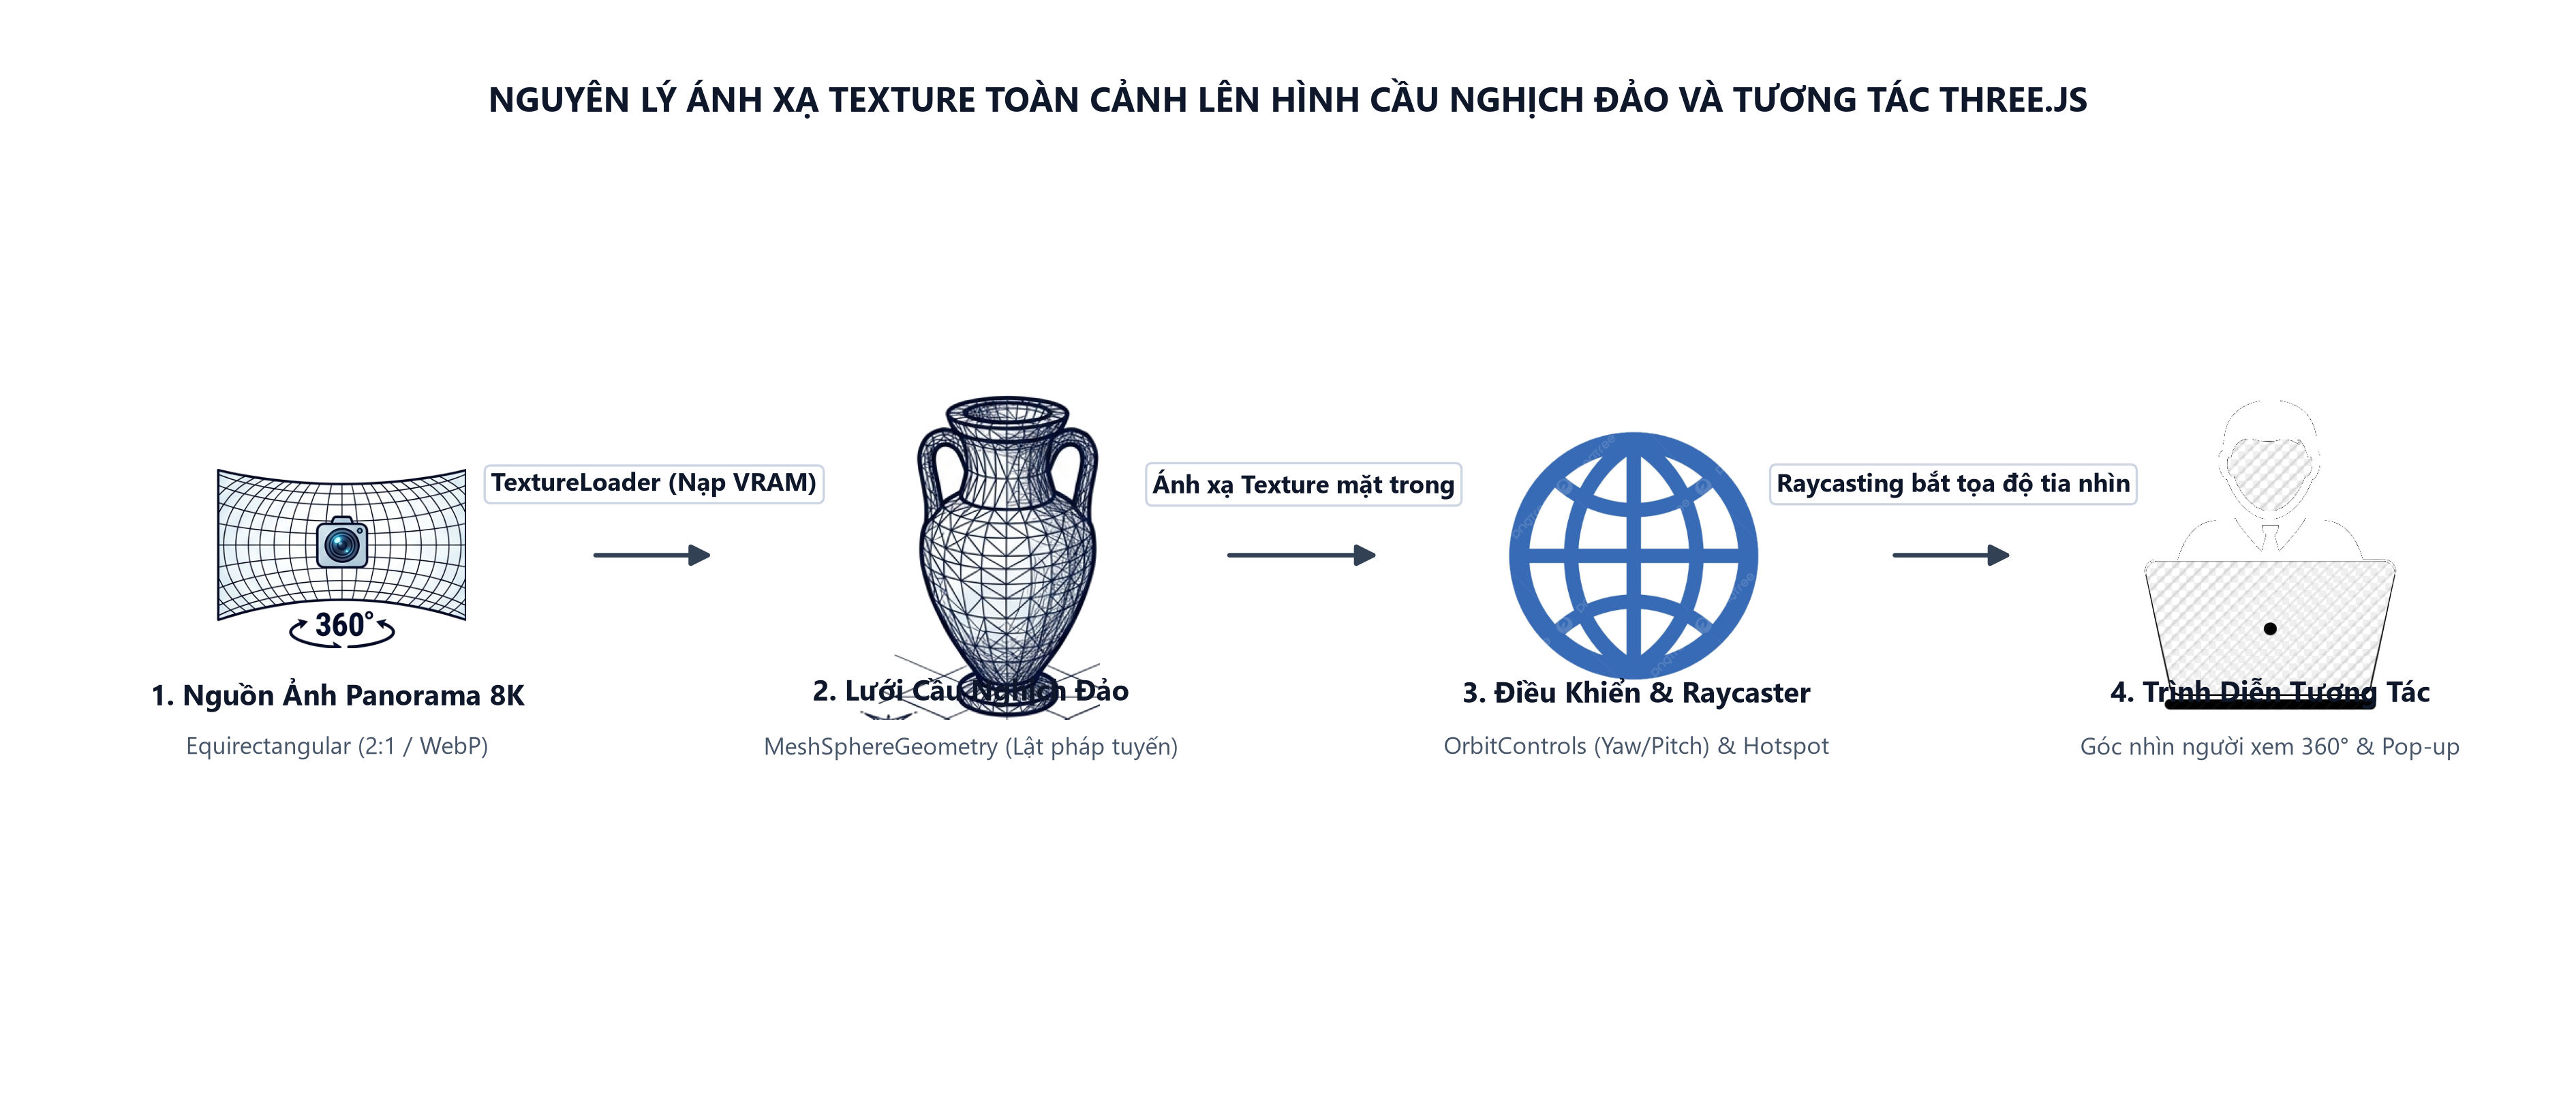 NGUYÊN LÝ ÁNH XẠ TEXTURE TOÀN CẢNH LÊN HÌNH CẦU NGHỊCH ĐẢO VÀ TƯƠNG TÁC THREE.JS
TextureLoader (Nạp VRAM)
Ánh xạ Texture mặt trong
Raycasting bắt tọa độ tia nhìn
360°
1. Nguồn Ảnh Panorama 8K
2. Lưới Cầu Nghịch Đảo
3. Điều Khiển & Raycaster
4. Trình Diễn Tương Tác
Equirectangular (2:1 / WebP)
MeshSphereGeometry (Lật pháp tuyến)
OrbitControls (Yaw/Pitch) & Hotspot
Góc nhìn người xem 360° & Pop-up